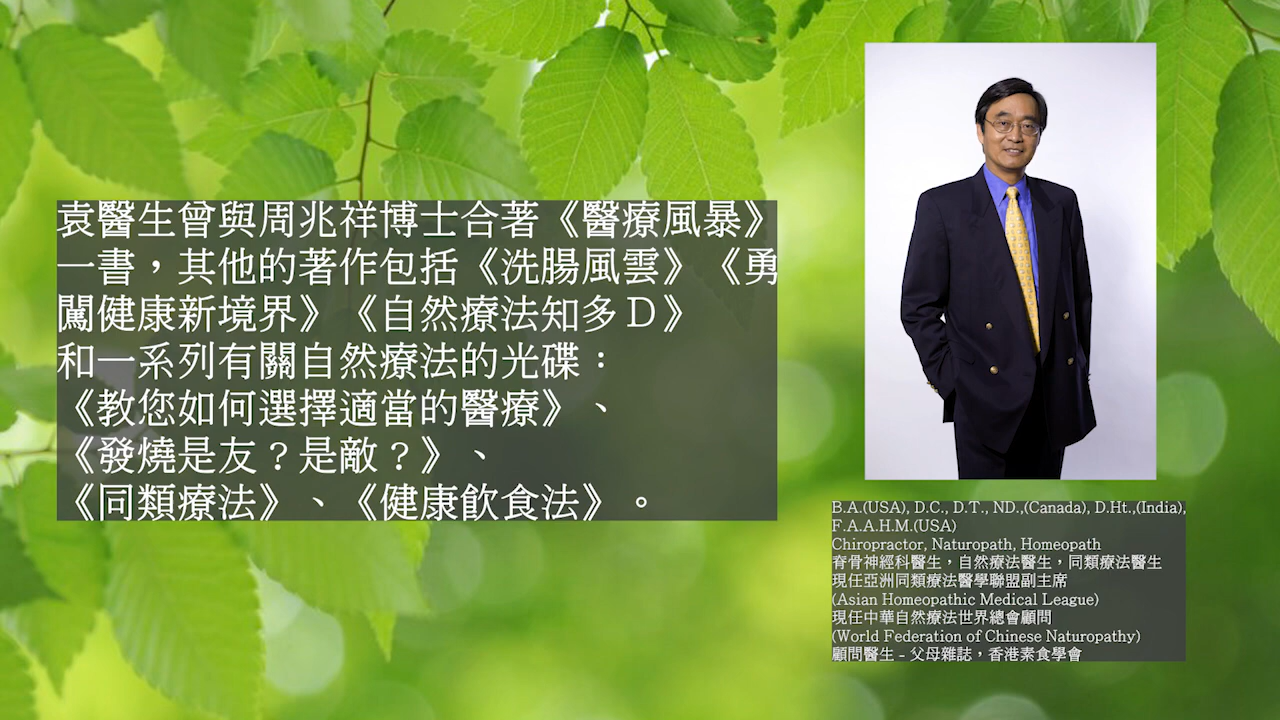 袁醫生曾與周兆祥博士合著《醫療風暴》
一書，其他的著作包括《洗腸風雲》《勇
闖健康新境界》《自然療法知多Ｄ》
和一系列有關自然療法的光碟：
《教您如何選擇適當的醫療》、
《發燒是友？是敵？》、
《同類療法》、《健康飲食法》。
B.A.(USA), D.C., D.T., ND.,(Canada), D.Ht.,(India),
F.A.A.H.M.(USA)
Chiropractor, Naturopath, Homeopath
脊骨神經科醫生，自然療法醫生，同類療法醫生
現任亞洲同類療法醫學聯盟副主席
(Asian Homeopathic Medical League)
現任中華自然療法世界總會顧問
(World Federation of Chinese Naturopathy)
顧問醫生 – 父母雜誌，香港素食學會